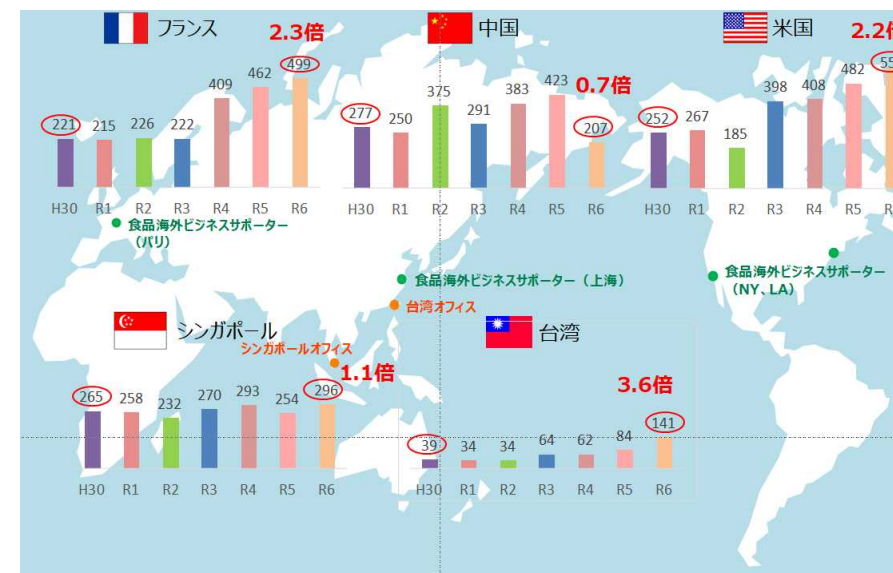 フランス
2.3倍
221
215
226
222
409
462
499
H30 R1 R2 R3 R4 R5 R6
食品海外ビジネスサポーター
(パリ)
中国
0.7倍
277
250
375
291
383
423
207
H30 R1 R2 R3 R4 R5 R6
食品海外ビジネスサポーター(上海)
台湾オフィス
米国
2.2倍
252
267
185
398
408
482
55
H30 R1 R2 R3 R4 R5
食品海外ビジネスサポーター
(NY、LA)
シンガポール
シンガポールオフィス
1.1倍
265
258
232
270
293
254
296
H30 R1 R2 R3 R4 R5 R6
台湾
3.6倍
39
34
34
64
62
84
141
H30 R1 R2 R3 R4 R5 R6